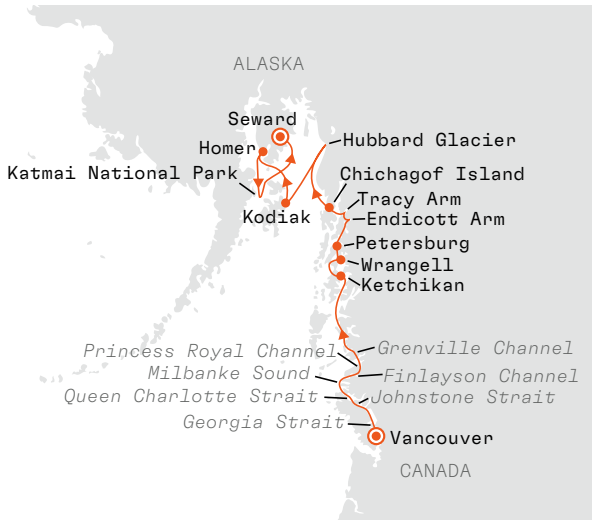 ALASKA
Seward
Homer
Hubbard Glacier
Katmai National Park
Chichagof Island
Tracy Arm
Kodiak
Endicott Arm
Petersburg
Wrangell
Ketchikan
Grenville Channel
Princess Royal Channel
Milbanke Sound
Finlayson Channel
Queen Charlotte Strait
Johnstone Strait
Georgia Strait
Vancouver
CANADA